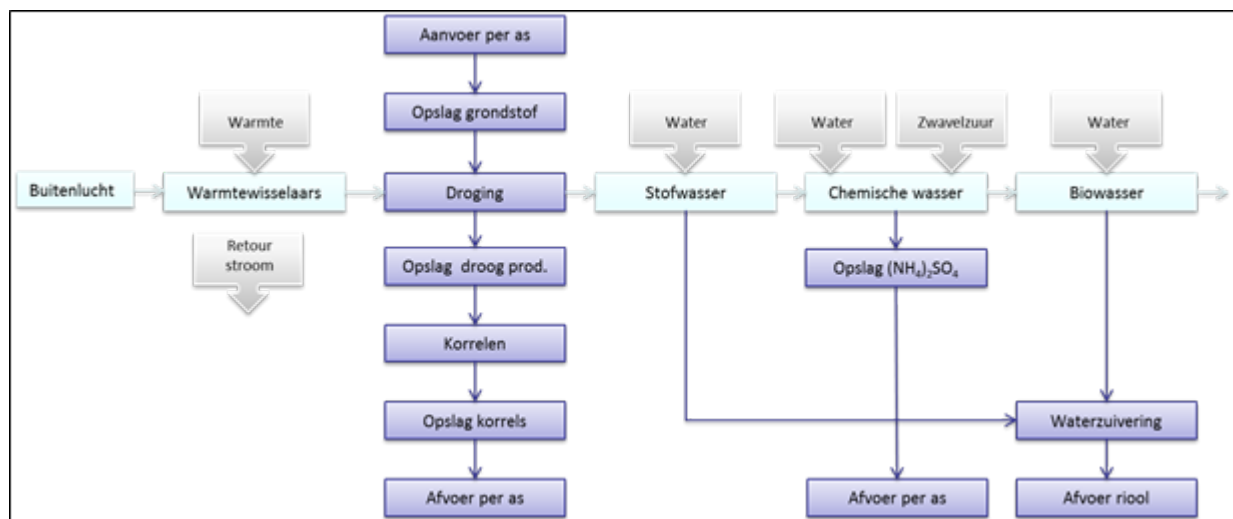 Aanvoer per as
Opslag grondstof
Warmte
Water
Water
Zwavelzuur
Water
Buitenlucht
Warmtewisselaars
Droging
Stofwasser
Chemische wasser
Biowasser
Retour
stroom
Opslag droog prod.
Opslag (NH₄)₂SO₄
Korrelen
Opslag korrels
Waterzuivering
Afvoer per as
Afvoer per as
Afvoer riool